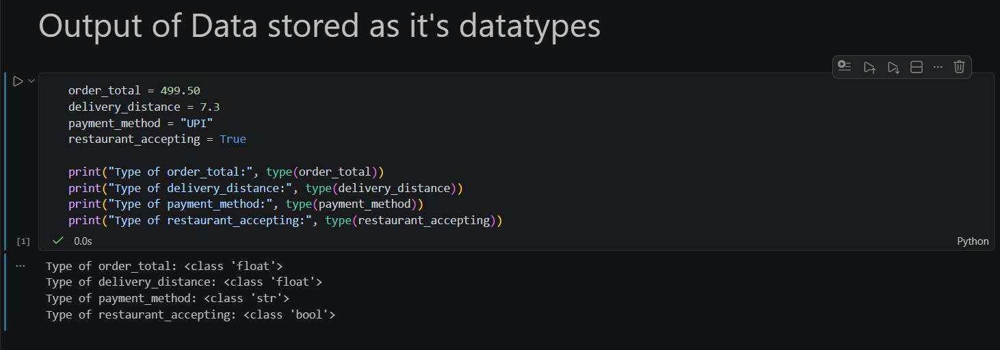 Output of Data stored as it's datatypes
order_total = 499.50
delivery_distance = 7.3
payment_method = "UPI"
restaurant_accepting = True
print("Type of order_total:", type(order_total))
print("Type of delivery_distance:", type(delivery_distance))
print("Type of payment_method:", type(payment_method))
print("Type of restaurant_accepting:", type(restaurant_accepting))
[1] 0.0s Python
Type of order_total: <class 'float'>
Type of delivery_distance: <class 'float'>
Type of payment_method: <class 'str'>
Type of restaurant_accepting: <class 'bool'>